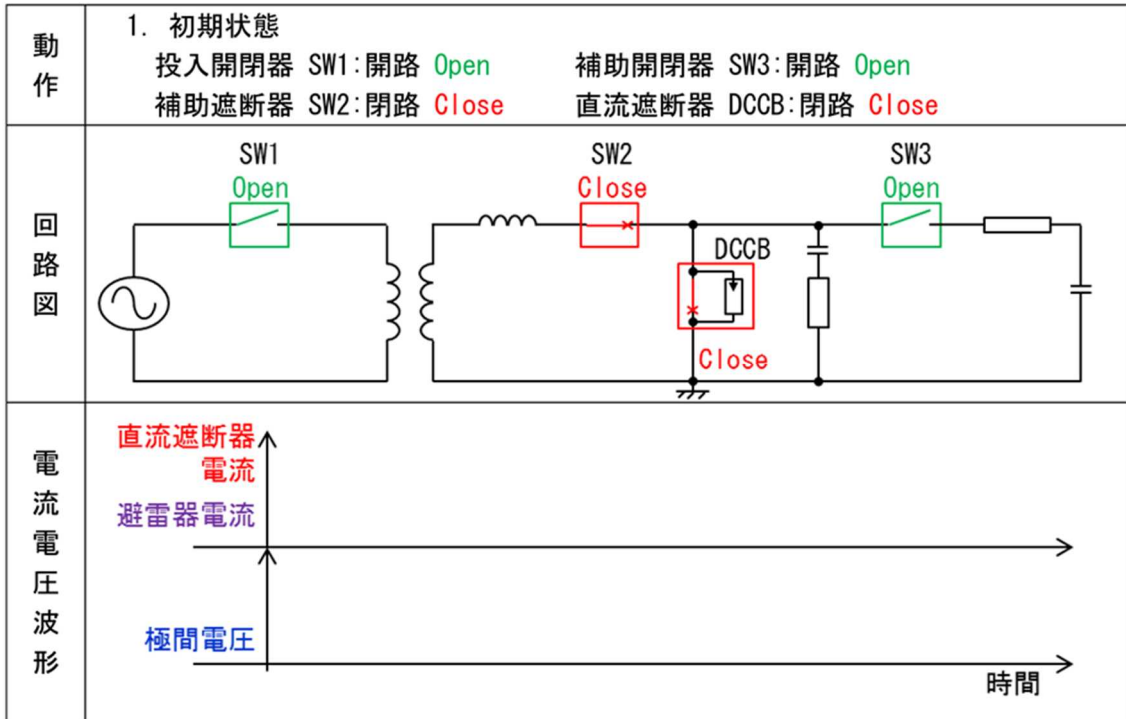 動作
1. 初期状態
投入開閉器 SW1:開路 Open 補助開閉器 SW3:開路 Open
補助遮断器 SW2:閉路 Close 直流遮断器 DCCB:閉路 Close
回路図
SW1 SW2 SW3
Open Close Open
DCCB
Close
電流電圧波形
直流遮断器
電流
避雷器電流
極間電圧
時間